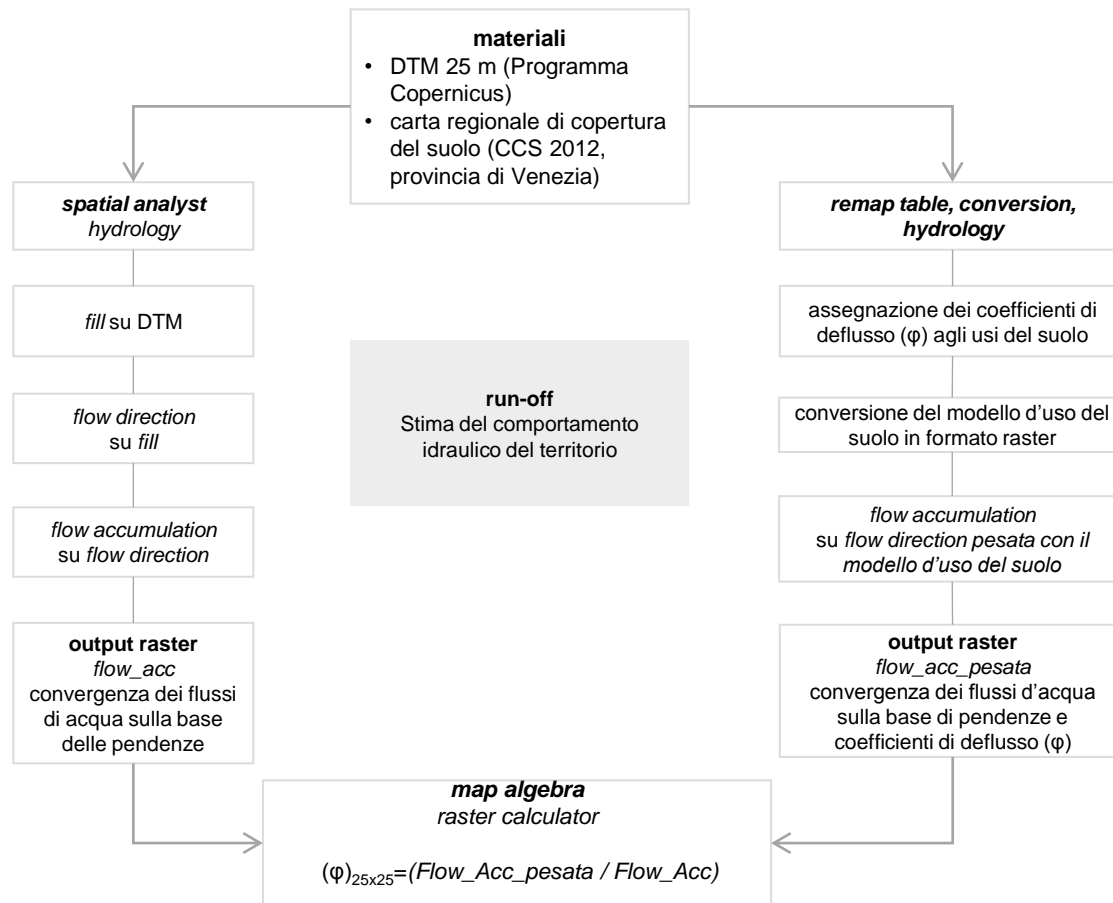 materiali
• DTM 25 m (Programma
Copernicus)
• carta regionale di copertura
del suolo (CCS 2012,
provincia di Venezia)
spatial analyst
hydrology
fill su DTM
flow direction
su fill
flow accumulation
su flow direction
output raster
flow_acc
convergenza dei flussi
di acqua sulla base
delle pendenze
run-off
Stima del comportamento
idraulico del territorio
remap table, conversion,
hydrology
assegnazione dei coefficienti di
deflusso (φ) agli usi del suolo
conversione del modello d’uso del
suolo in formato raster
flow accumulation
su flow direction pesata con il
modello d’uso del suolo
output raster
flow_acc_pesata
convergenza dei flussi d’acqua
sulla base di pendenze e
coefficienti di deflusso (φ)
map algebra
raster calculator
(φ)25x25=(Flow_Acc_pesata / Flow_Acc)